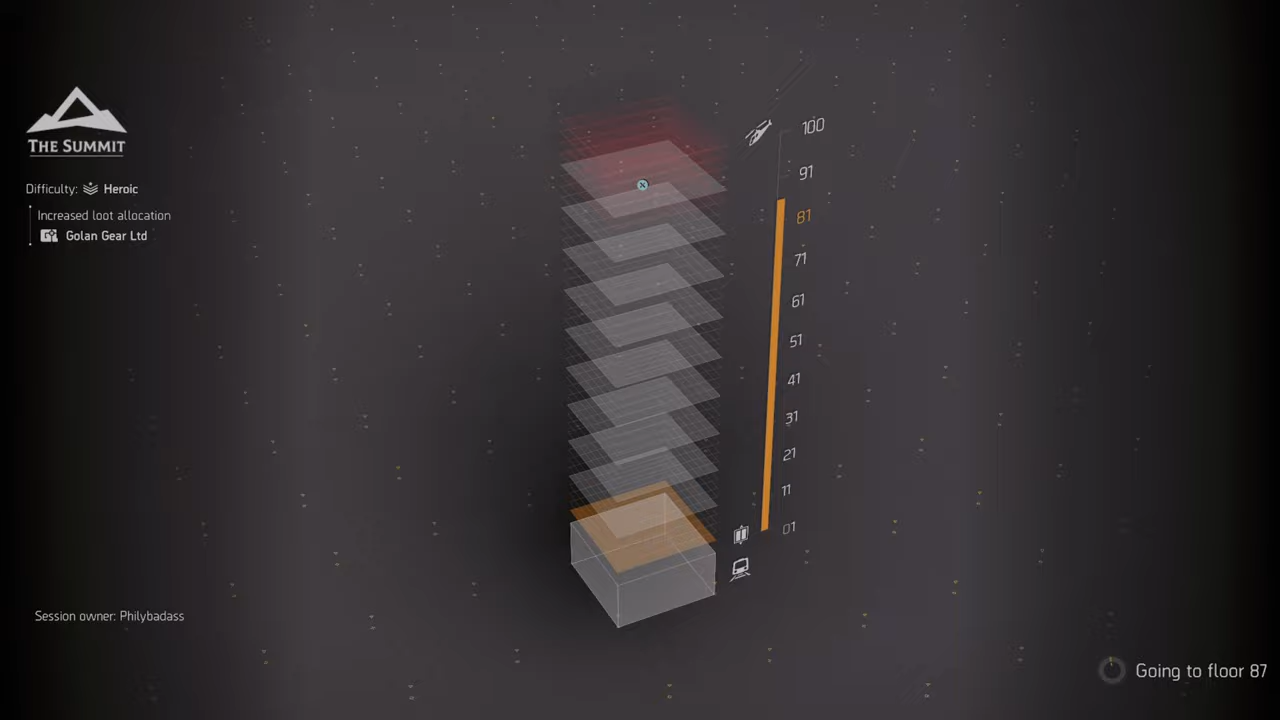 THE SUMMIT
Difficulty: Heroic
Increased loot allocation
Golan Gear Ltd
100
91
81
71
61
51
41
31
21
11
01
Session owner: Philybadass
Going to floor 87